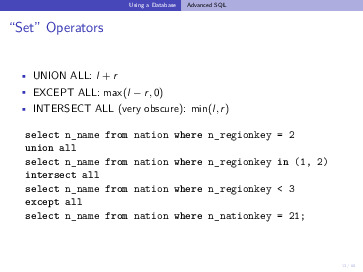 Using a Database Advanced SQL
“Set” Operators
UNION ALL: l + r
EXCEPT ALL: max(l − r, 0)
INTERSECT ALL (very obscure): min(l, r)
select n_name from nation where n_regionkey = 2
union all
select n_name from nation where n_regionkey in (1, 2)
intersect all
select n_name from nation where n_regionkey < 3
except all
select n_name from nation where n_nationkey = 21;